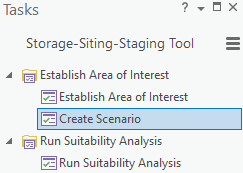 Tasks
Storage-Siting-Staging Tool
Establish Area of Interest
Establish Area of Interest
Create Scenario
Run Suitability Analysis
Run Suitability Analysis